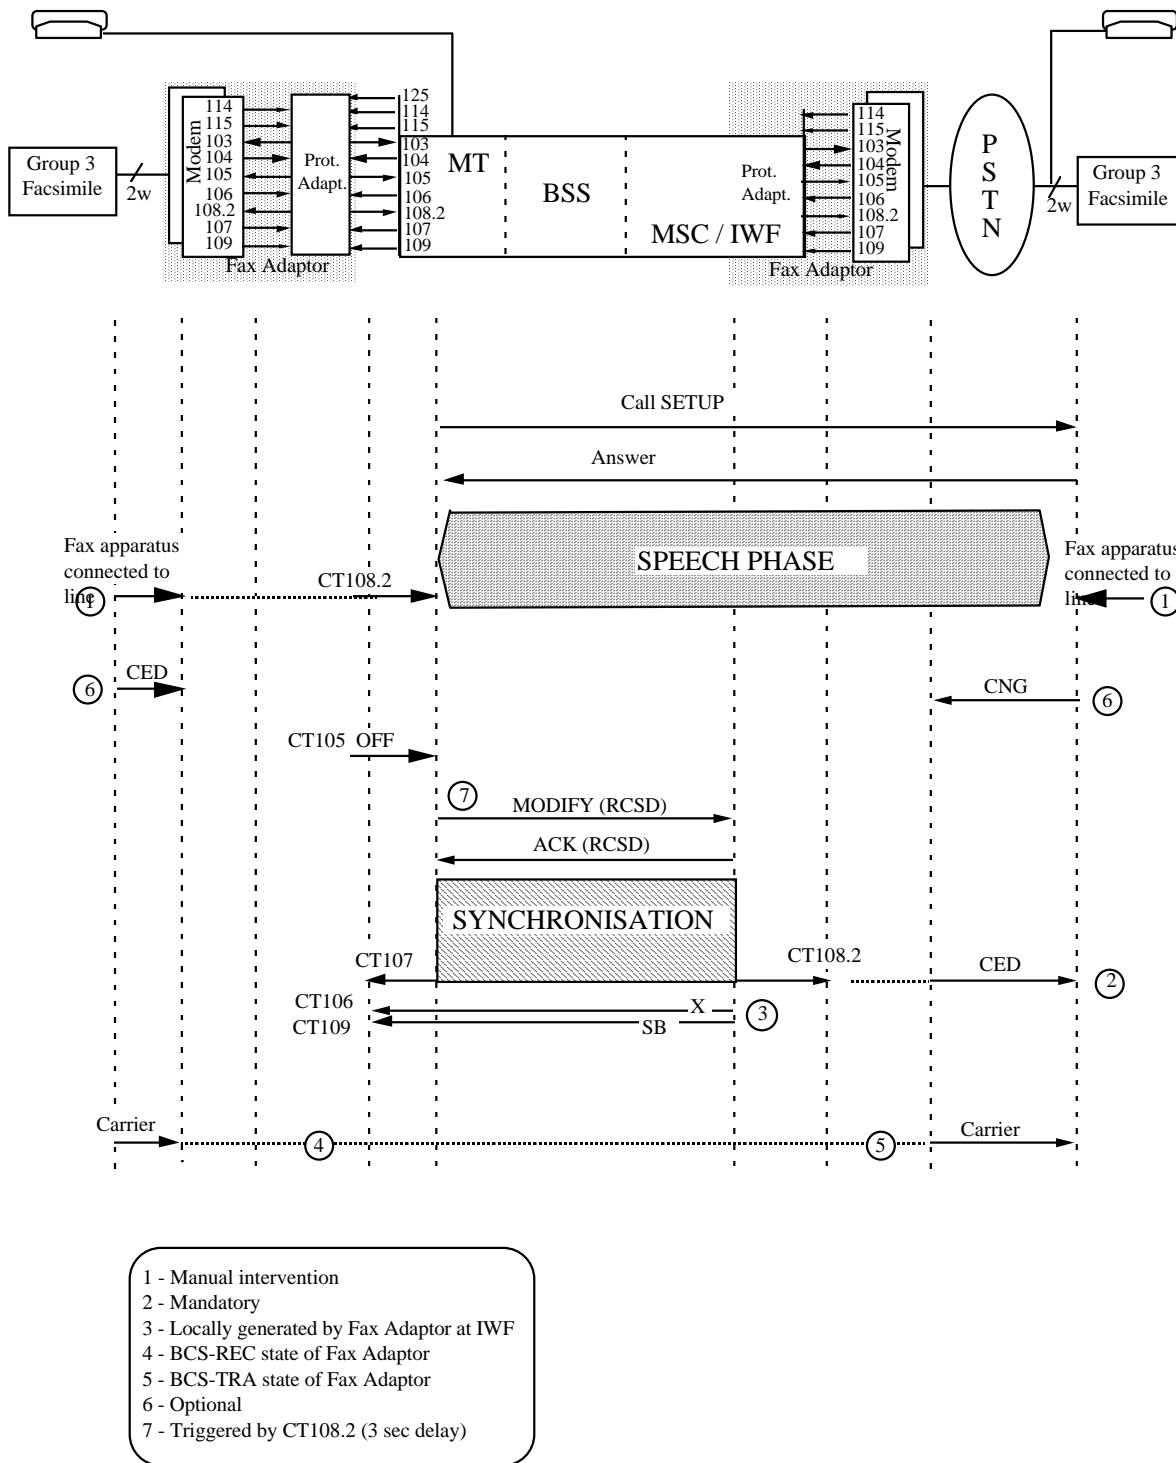 125
114
114
114
115
115
115
103
103
103
104
104
104
105
105
105
106
106
106
108.2
108.2
108.2
107
107
107
109
109
109
Modem
Prot.
Adapt.
MT
BSS
Prot.
Adapt.
MSC / IWF
Modem
Group 3
Facsimile
2w
Fax Adaptor
Fax Adaptor
P
S
T
N
2w
Group 3
Facsimile
Call SETUP
Answer
SPEECH PHASE
Fax apparatus
connected to
line
1
CT108.2
Fax apparatus
connected to
line
1
6
CED
CNG
6
CT105 OFF
7
MODIFY (RCSD)
ACK (RCSD)
SYNCHRONISATION
CT107
CT108.2
CED
2
CT106
X
3
CT109
SB
Carrier
4
5
Carrier
1 - Manual intervention
2 - Mandatory
3 - Locally generated by Fax Adaptor at IWF
4 - BCS-REC state of Fax Adaptor
5 - BCS-TRA state of Fax Adaptor
6 - Optional
7 - Triggered by CT108.2 (3 sec delay)